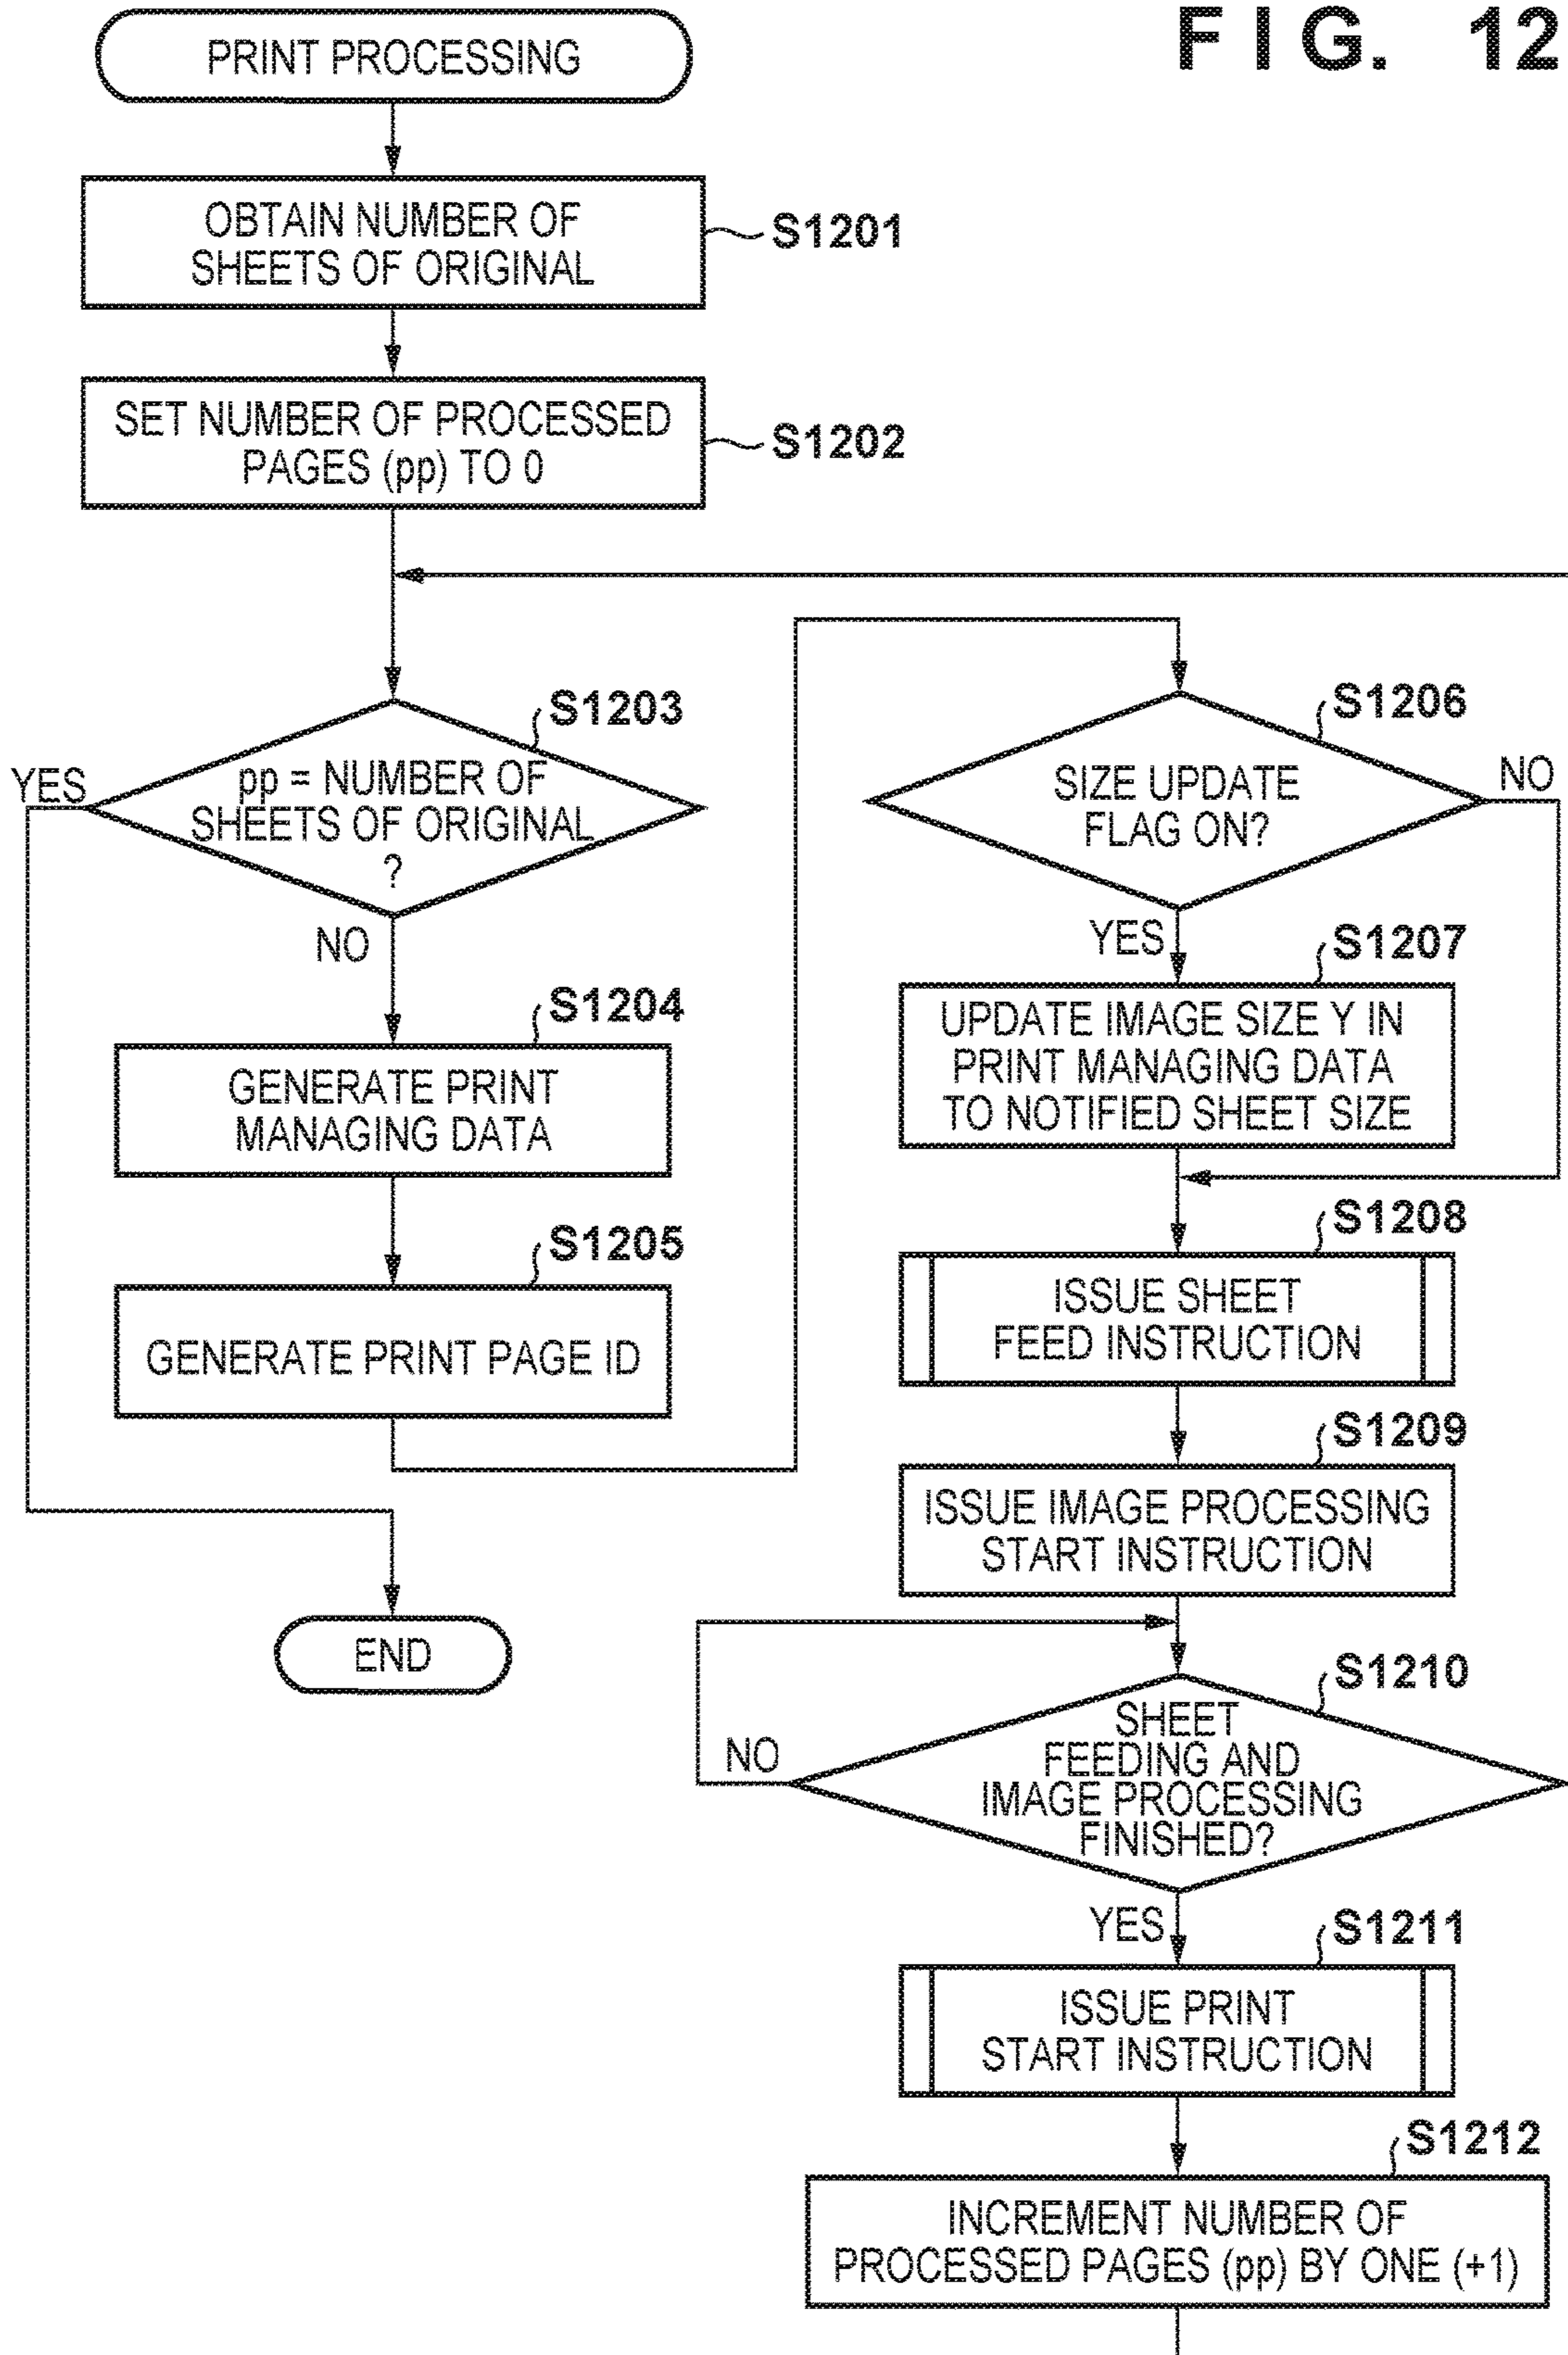 FIG. 12
PRINT PROCESSING
OBTAIN NUMBER OF
SHEETS OF ORIGINAL
S1201
SET NUMBER OF PROCESSED
PAGES (pp) TO 0
S1202
S1203
YES
pp = NUMBER OF
SHEETS OF ORIGINAL
?
NO
S1204
GENERATE PRINT
MANAGING DATA
S1205
GENERATE PRINT PAGE ID
END
S1206
SIZE UPDATE
FLAG ON?
NO
YES
S1207
UPDATE IMAGE SIZE Y IN
PRINT MANAGING DATA
TO NOTIFIED SHEET SIZE
S1208
ISSUE SHEET
FEED INSTRUCTION
S1209
ISSUE IMAGE PROCESSING
START INSTRUCTION
S1210
SHEET
FEEDING AND
IMAGE PROCESSING
FINISHED?
NO
YES
S1211
ISSUE PRINT
START INSTRUCTION
S1212
INCREMENT NUMBER OF
PROCESSED PAGES (pp) BY ONE (+1)